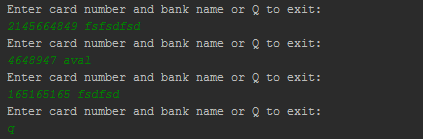 Enter card number and bank name or Q to exit:
2145664849 fsfsdfsd
Enter card number and bank name or Q to exit:
4648947 aval
Enter card number and bank name or Q to exit:
165165165 fsdfsd
Enter card number and bank name or Q to exit:
q